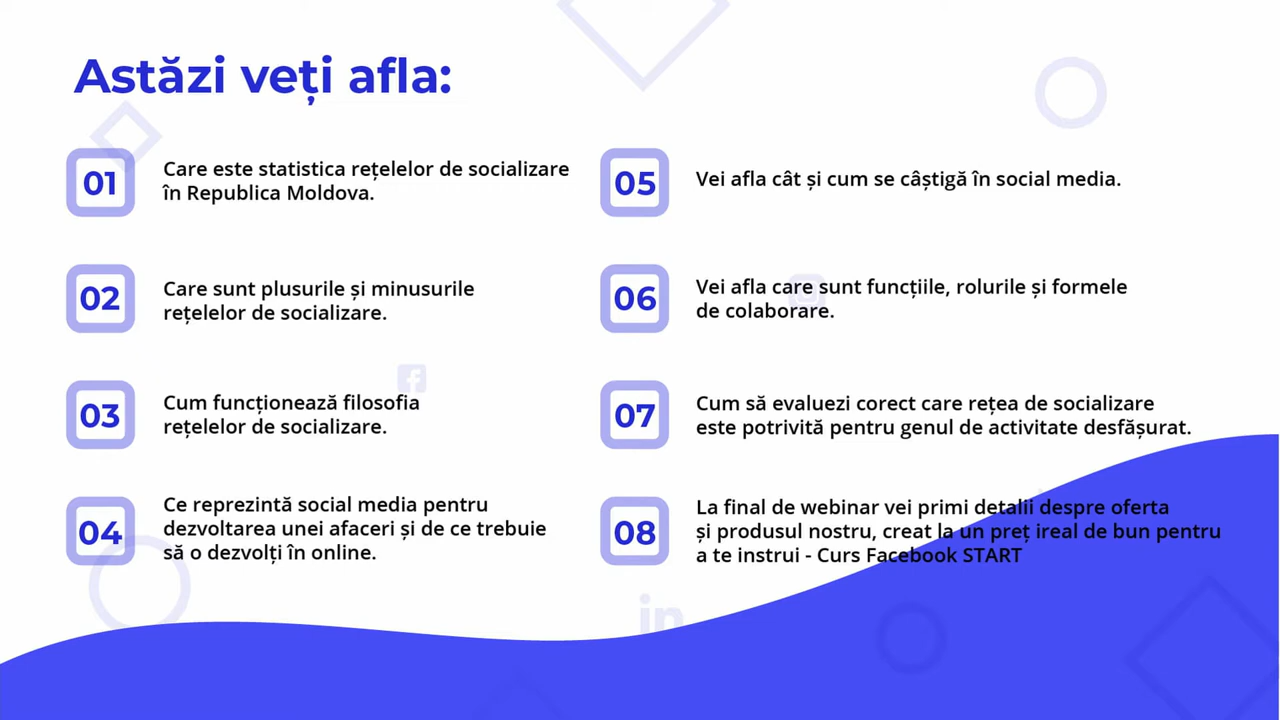 Astăzi veți afla:
01
Care este statistica rețelelor de socializare
în Republica Moldova.
02
Care sunt plusurile și minusurile
rețelelor de socializare.
03
Cum funcționează filosofia
rețelelor de socializare.
04
Ce reprezintă social media pentru
dezvoltarea unei afaceri și de ce trebuie
să o dezvolți în online.
05
Vei afla cât și cum se câștigă în social media.
06
Vei afla care sunt funcțiile, rolurile și formele
de colaborare.
07
Cum să evaluezi corect care rețea de socializare
este potrivită pentru genul de activitate desfășurat.
08
La final de webinar vei primi detalii despre oferta
și produsul nostru, creat la un preț ireal de bun pentru
a te instrui - Curs Facebook START
in